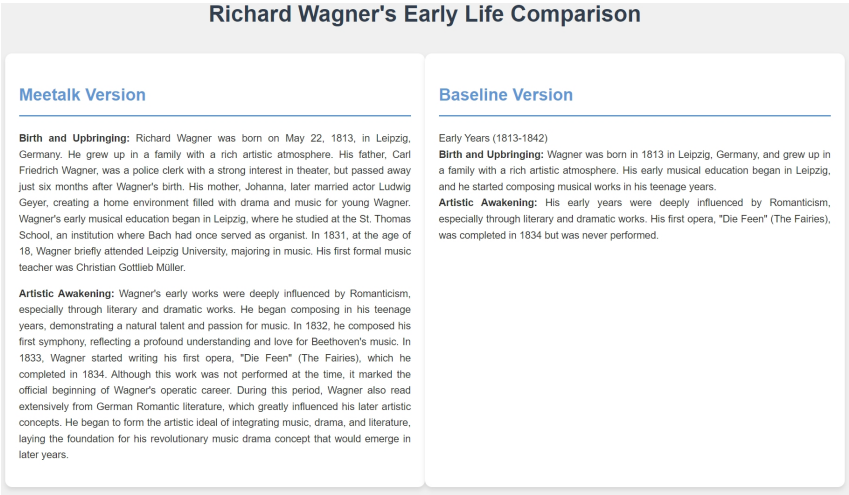 Richard Wagner's Early Life Comparison
Meetalk Version
Birth and Upbringing: Richard Wagner was born on May 22, 1813, in Leipzig,
Germany. He grew up in a family with a rich artistic atmosphere. His father, Carl
Friedrich Wagner, was a police clerk with a strong interest in theater, but passed away
just six months after Wagner's birth. His mother, Johanna, later married actor Ludwig
Geyer, creating a home environment filled with drama and music for young Wagner.
Wagner's early musical education began in Leipzig, where he studied at the St. Thomas
School, an institution where Bach had once served as organist. In 1831, at the age of
18, Wagner briefly attended Leipzig University, majoring in music. His first formal music
teacher was Christian Gottlieb Müller.
Artistic Awakening: Wagner's early works were deeply influenced by Romanticism,
especially through literary and dramatic works. He began composing in his teenage
years, demonstrating a natural talent and passion for music. In 1832, he composed his
first symphony, reflecting a profound understanding and love for Beethoven's music. In
1833, Wagner started writing his first opera, "Die Feen" (The Fairies), which he
completed in 1834. Although this work was not performed at the time, it marked the
official beginning of Wagner's operatic career. During this period, Wagner also read
extensively from German Romantic literature, which greatly influenced his later artistic
concepts. He began to form the artistic ideal of integrating music, drama, and literature,
laying the foundation for his revolutionary music drama concept that would emerge in
later years.
Baseline Version
Early Years (1813-1842)
Birth and Upbringing: Wagner was born in 1813 in Leipzig, Germany, and grew up in
a family with a rich artistic atmosphere. His early musical education began in Leipzig,
and he started composing musical works in his teenage years.
Artistic Awakening: His early years were deeply influenced by Romanticism,
especially through literary and dramatic works. His first opera, "Die Feen" (The Fairies),
was completed in 1834 but was never performed.